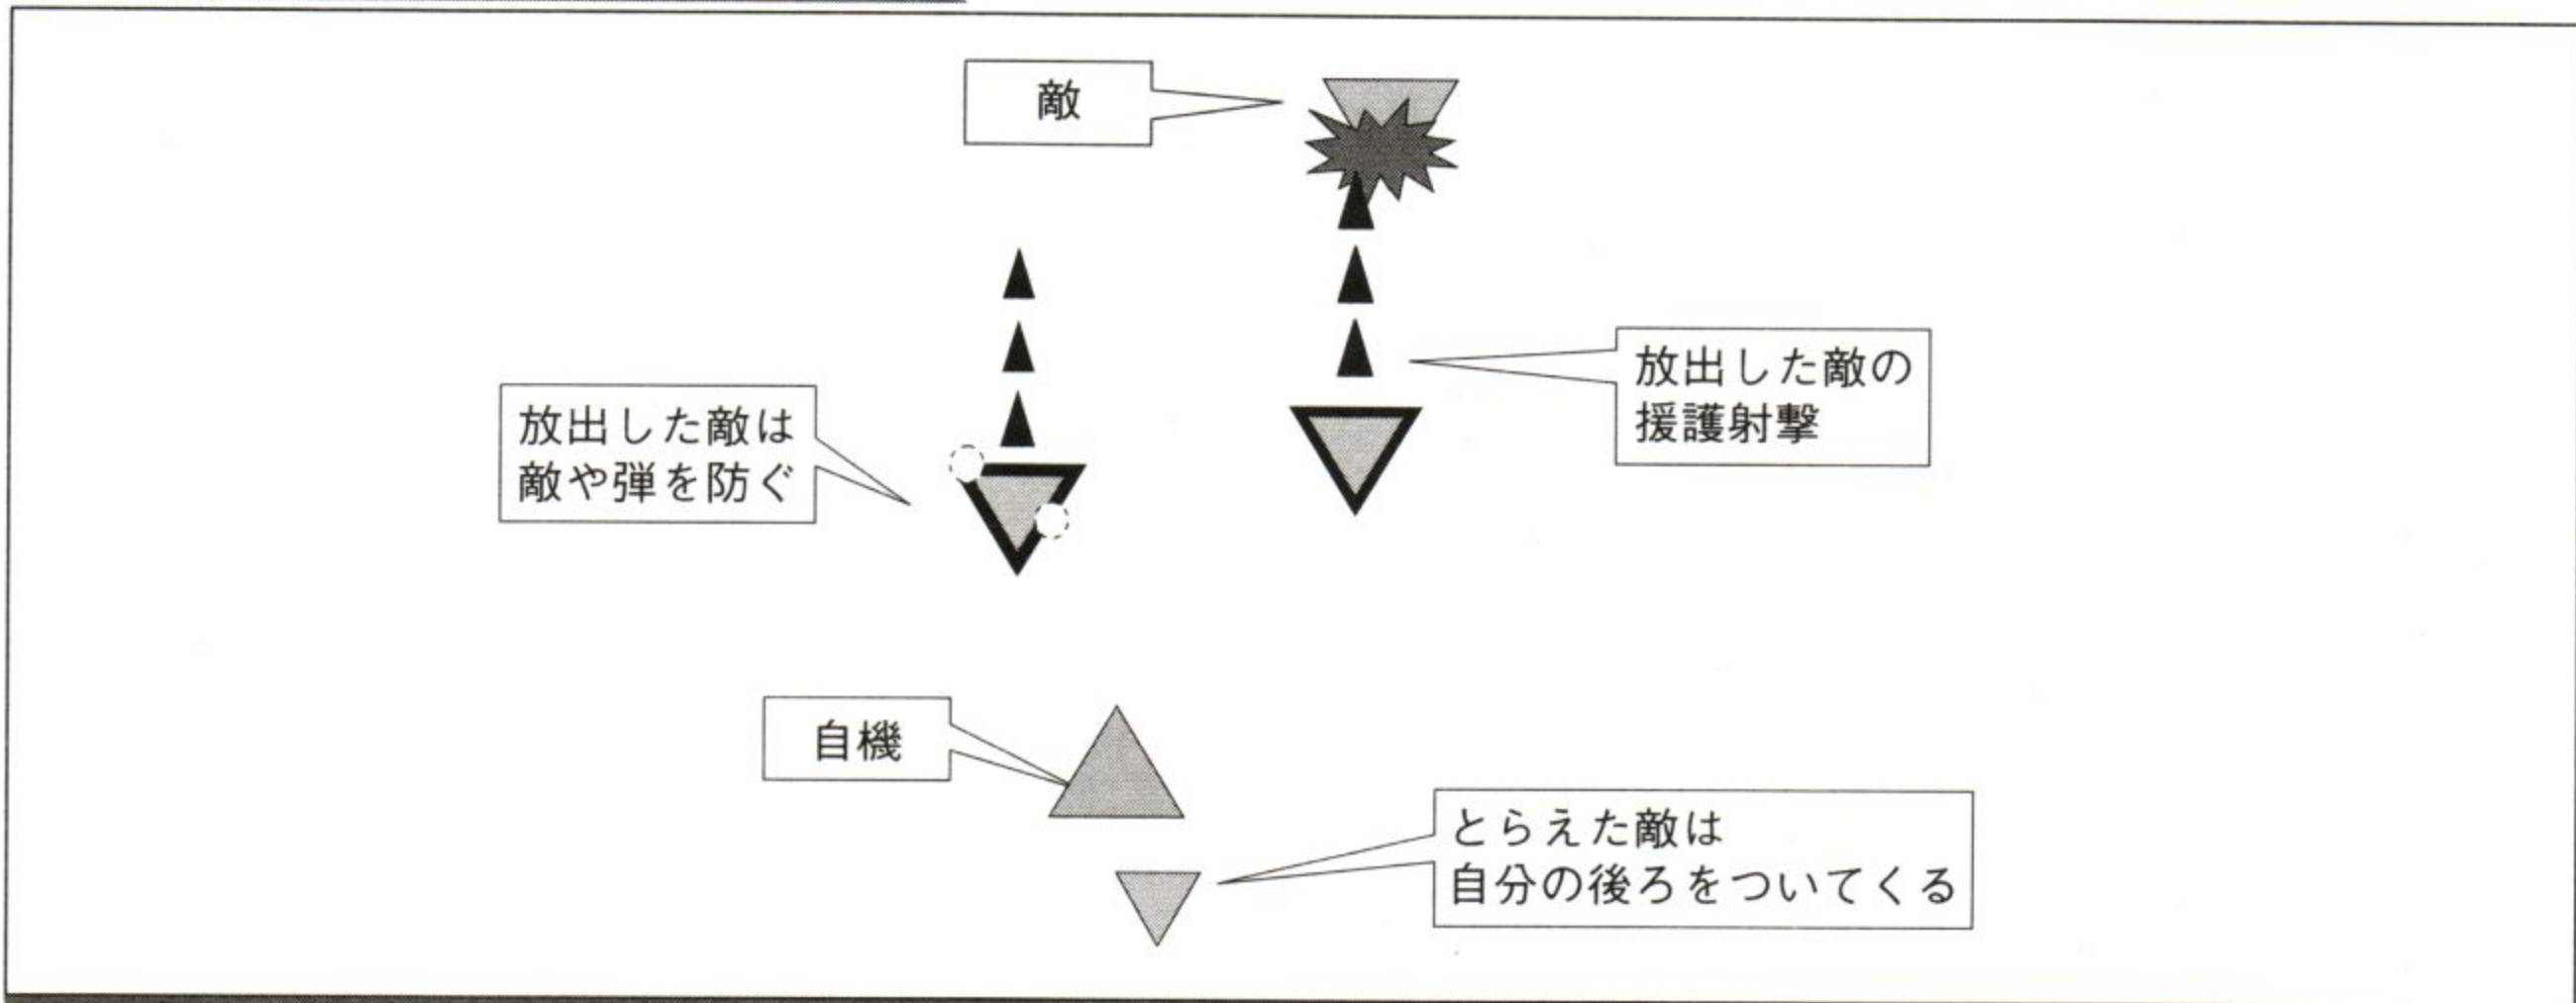 敵
放出した敵の
援護射撃
放出した敵は
敵や弾を防ぐ
自機
とらえた敵は
自分の後ろをついてくる